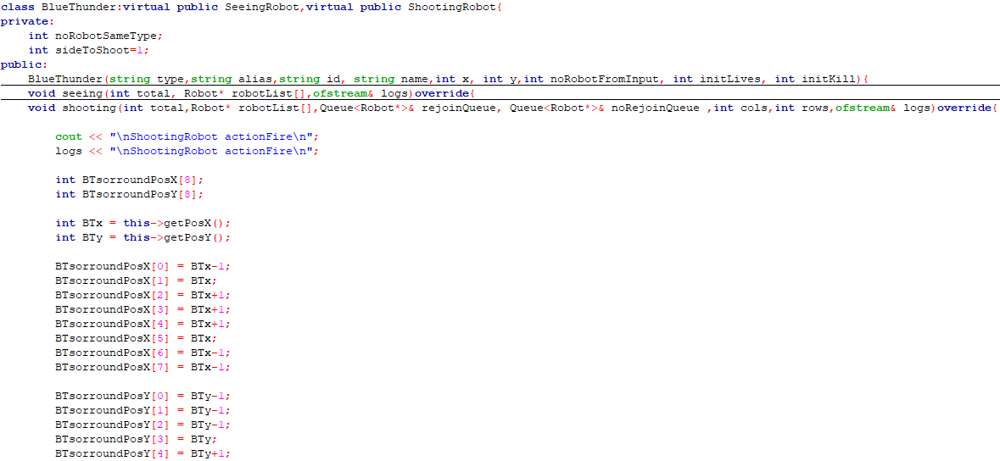 class BlueThunder:virtual public SeeingRobot,virtual public ShootingRobot{
private:
    int noRobotSameType;
    int sideToShoot=1;
public:
    BlueThunder(string type,string alias,string id, string name,int x, int y,int noRobotFromInput, int initLives, int initKill){
    void seeing(int total, Robot* robotList[],ofstream& logs)override{
    void shooting(int total,Robot* robotList[],Queue<Robot*>& rejoinQueue, Queue<Robot*>& noRejoinQueue ,int cols,int rows,ofstream& logs)override{

        cout << "\nShootingRobot actionFire\n";
        logs << "\nShootingRobot actionFire\n";

        int BTsorroundPosX[8];
        int BTsorroundPosY[8];

        int BTx = this->getPosX();
        int BTy = this->getPosY();

        BTsorroundPosX[0] = BTx-1;
        BTsorroundPosX[1] = BTx;
        BTsorroundPosX[2] = BTx+1;
        BTsorroundPosX[3] = BTx+1;
        BTsorroundPosX[4] = BTx+1;
        BTsorroundPosX[5] = BTx;
        BTsorroundPosX[6] = BTx-1;
        BTsorroundPosX[7] = BTx-1;

        BTsorroundPosY[0] = BTy-1;
        BTsorroundPosY[1] = BTy-1;
        BTsorroundPosY[2] = BTy-1;
        BTsorroundPosY[3] = BTy;
        BTsorroundPosY[4] = BTy+1;